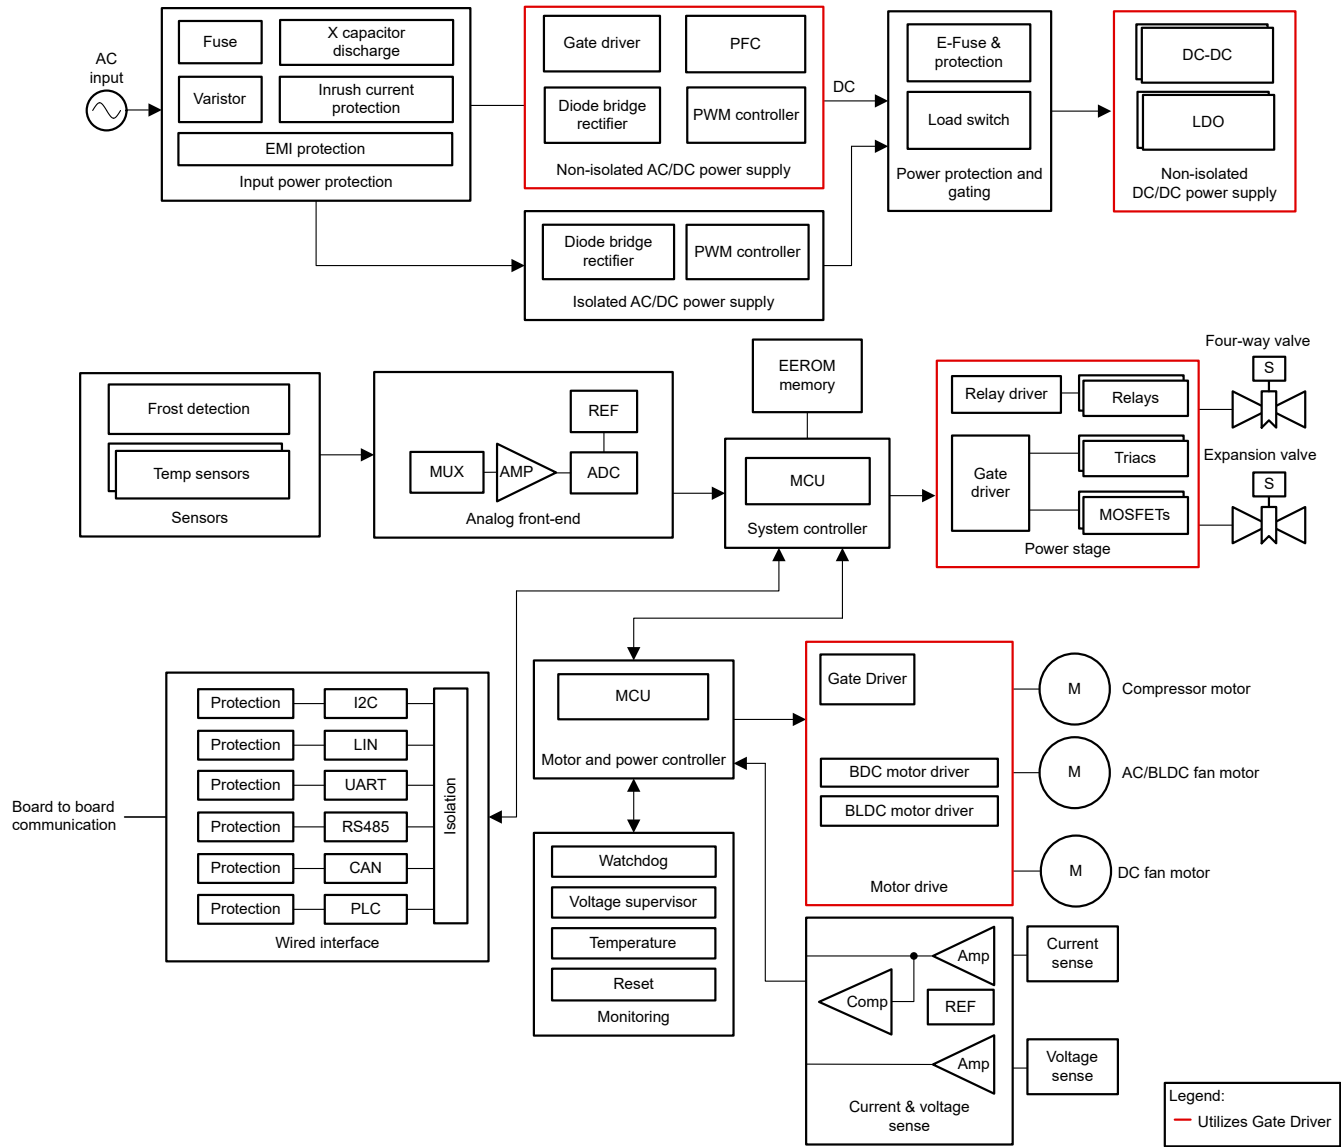 AC
input
Fuse
X capacitor
discharge
Varistor
Inrush current
protection
EMI protection
Input power protection
Gate driver
PFC
Diode bridge
rectifier
PWM controller
Non-isolated AC/DC power supply
DC
E-Fuse &
protection
Load switch
Power protection and
gating
DC-DC
LDO
Non-isolated
DC/DC power supply
Diode bridge
rectifier
PWM controller
Isolated AC/DC power supply
Frost detection
Temp sensors
Sensors
MUX
AMP
REF
ADC
Analog front-end
EEROM
memory
MCU
System controller
Relay driver
Relays
Gate
driver
Triacs
MOSFETs
Power stage
Four-way valve
S
Expansion valve
S
Board to board
communication
Protection
I2C
Protection
LIN
Protection
UART
Protection
RS485
Protection
CAN
Protection
PLC
Isolation
Wired interface
MCU
Motor and power controller
Watchdog
Voltage supervisor
Temperature
Reset
Monitoring
Gate Driver
BDC motor driver
BLDC motor driver
Motor drive
M
Compressor motor
M
AC/BLDC fan motor
M
DC fan motor
Amp
Comp
REF
Amp
Current & voltage
sense
Current
sense
Voltage
sense
Legend:
Utilizes Gate Driver